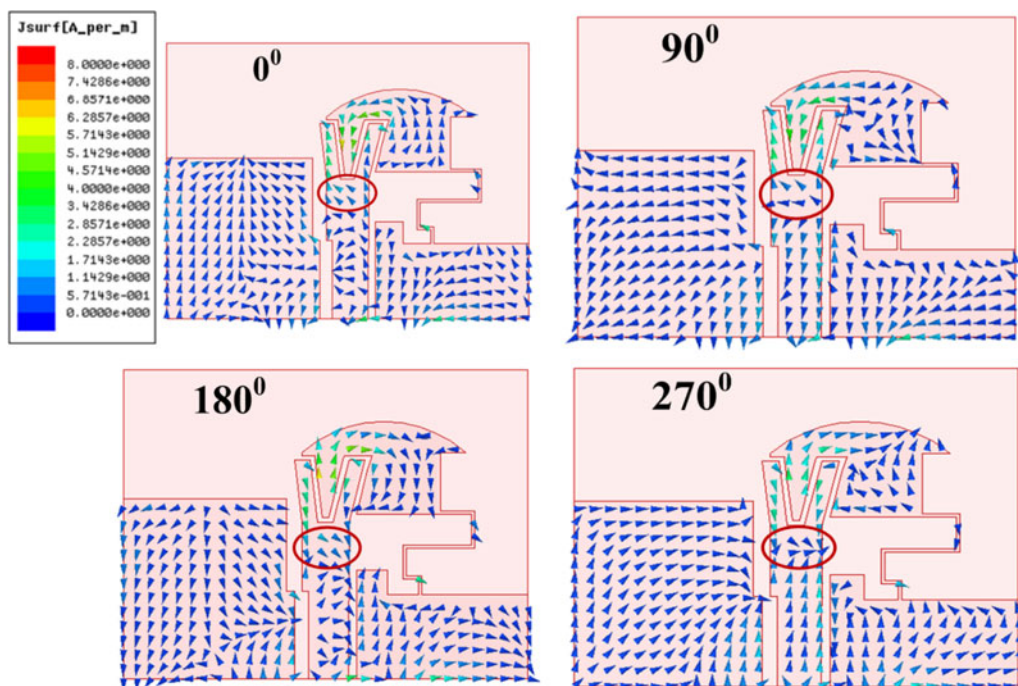 Jsurf[A_per_m]
8.0000e+000
7.4286e+000
6.8571e+000
6.2857e+000
5.7143e+000
5.1429e+000
4.5714e+000
4.0000e+000
3.4286e+000
2.8571e+000
2.2857e+000
1.7143e+000
1.1429e+000
5.7143e-001
0.0000e+000
0⁰
90⁰
180⁰
270⁰